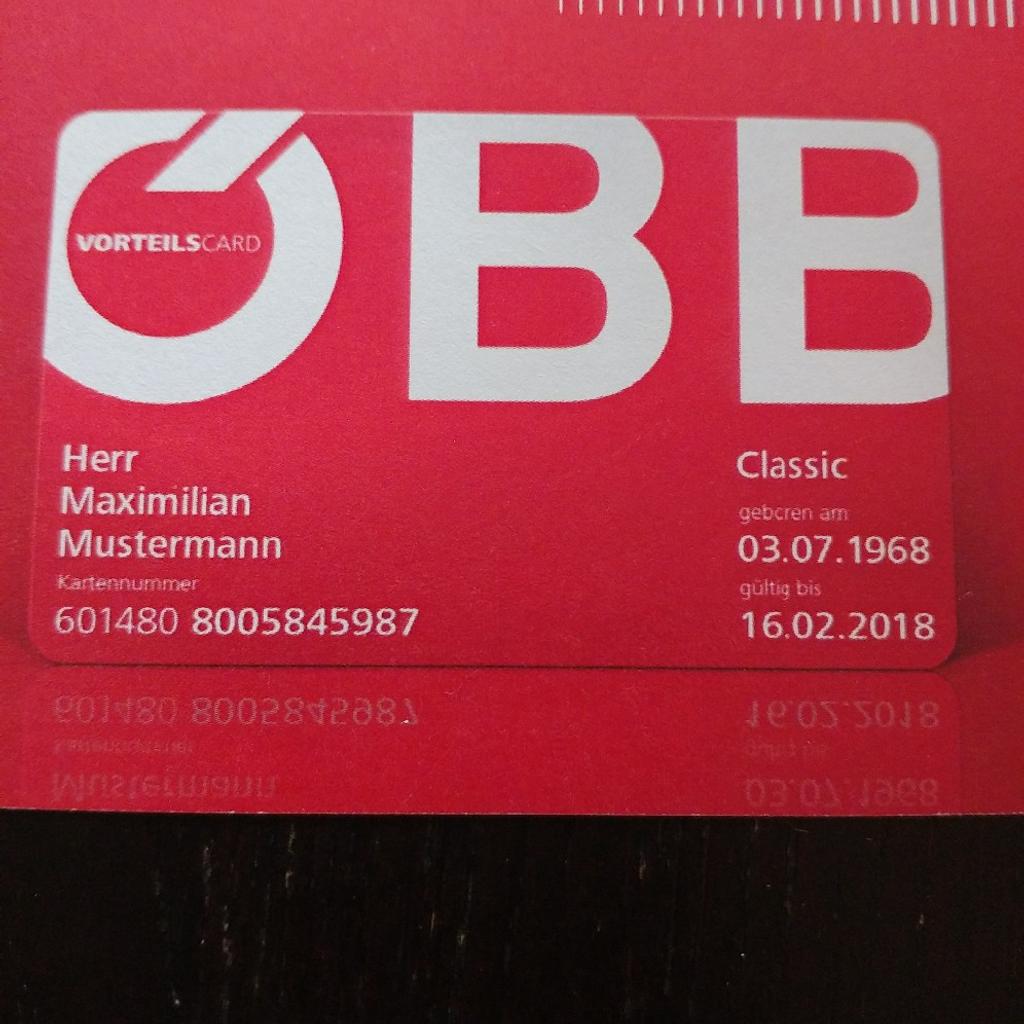 ÖBB
VORTEILSCARD
Herr
Maximilian
Mustermann
Kartennummer
601480 8005845987
Classic
geboren am
03.07.1968
gültig bis
16.02.2018